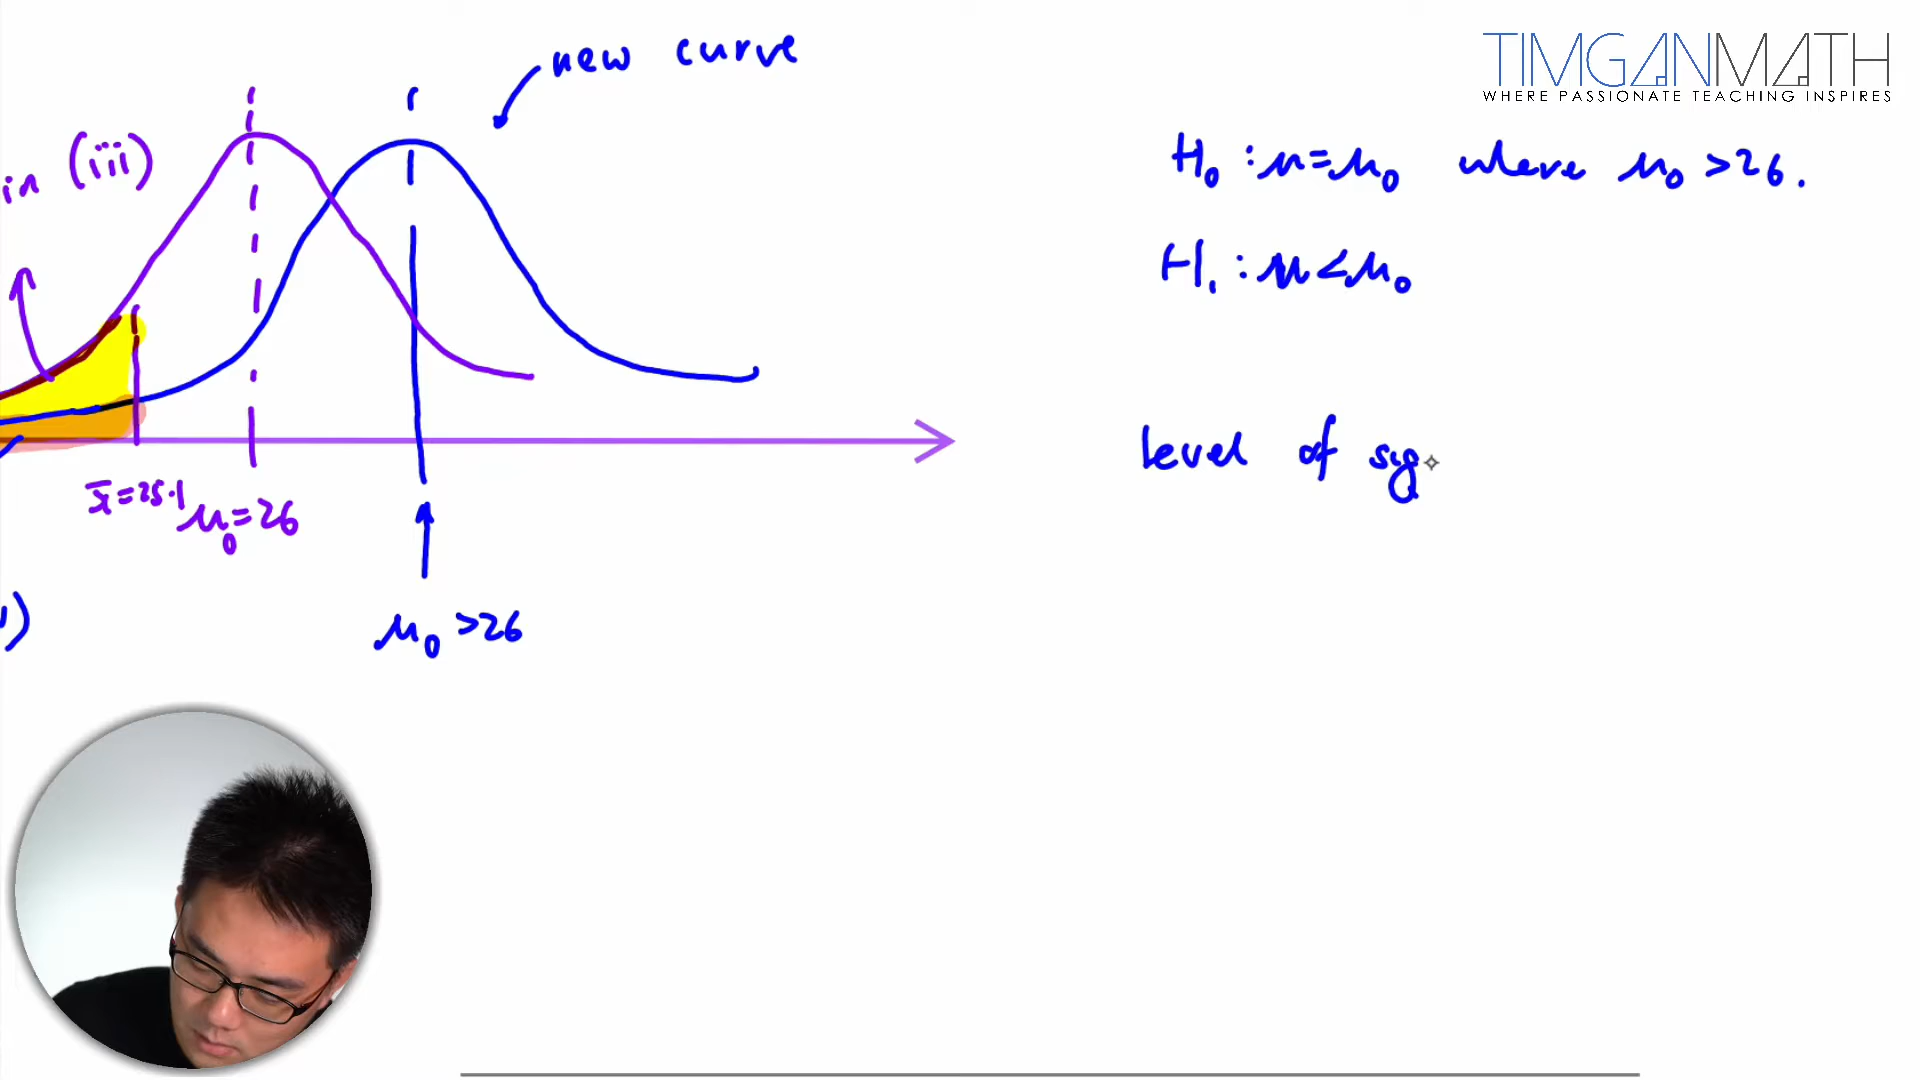 new curve
TIMGANMATH
WHERE PASSIONATE TEACHING INSPIRES
in (iii)
H₀ : μ = μ₀ where μ₀ > 26.
H₁ : μ < μ₀
level of sig
x̄ = 25.1
μ₀ = 26
μ₀ > 26